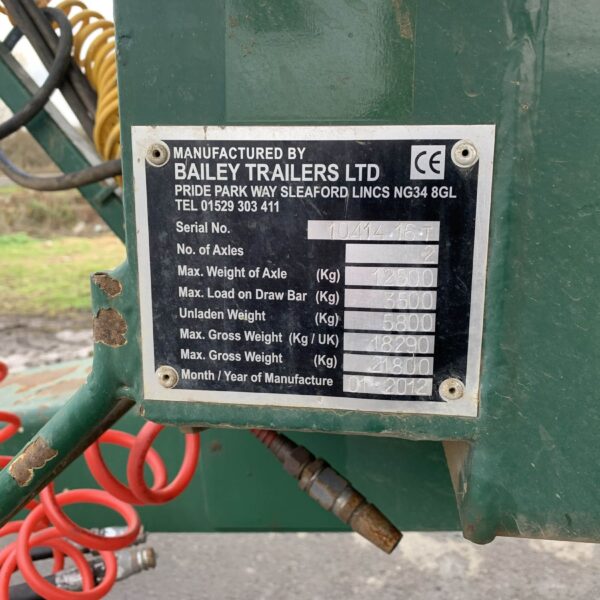 MANUFACTURED BY
BAILEY TRAILERS LTD
CE
PRIDE PARK WAY SLEAFORD LINCS NG34 8GL
TEL 01529 303 411
Serial No. 10414-16-T
No. of Axles 2
Max. Weight of Axle (Kg) 12500
Max. Load on Draw Bar (Kg) 3500
Unladen Weight (Kg) 5800
Max. Gross Weight (Kg / UK) 18290
Max. Gross Weight (Kg) 21800
Month / Year of Manufacture 01-2012